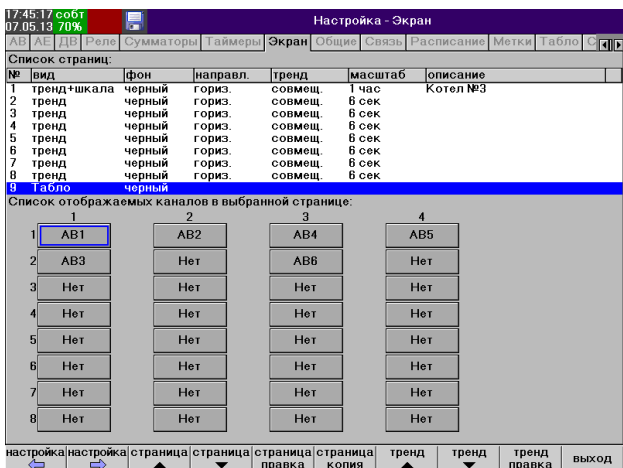 17:45:17 собт
07.05.13 70%
Настройка - Экран
АВ АЕ ДВ Реле Сумматоры Таймеры Экран Общие Связь Расписание Метки Табло С
Список страниц:
№ вид фон направл. тренд масштаб описание
1 тренд+шкала черный гориз. совмещ. 1 час Котел №3
2 тренд черный гориз. совмещ. 6 сек
3 тренд черный гориз. совмещ. 6 сек
4 тренд черный гориз. совмещ. 6 сек
5 тренд черный гориз. совмещ. 6 сек
6 тренд черный гориз. совмещ. 6 сек
7 тренд черный гориз. совмещ. 6 сек
8 тренд черный гориз. совмещ. 6 сек
9 Табло черный
Список отображаемых каналов в выбранной странице:
1 2 3 4
1 АВ1 АВ2 АВ4 АВ5
2 АВ3 Нет АВ6 Нет
3 Нет Нет Нет Нет
4 Нет Нет Нет Нет
5 Нет Нет Нет Нет
6 Нет Нет Нет Нет
7 Нет Нет Нет Нет
8 Нет Нет Нет Нет
настройка настройка страница страница страница страница тренд тренд тренд выход
правка копия правка